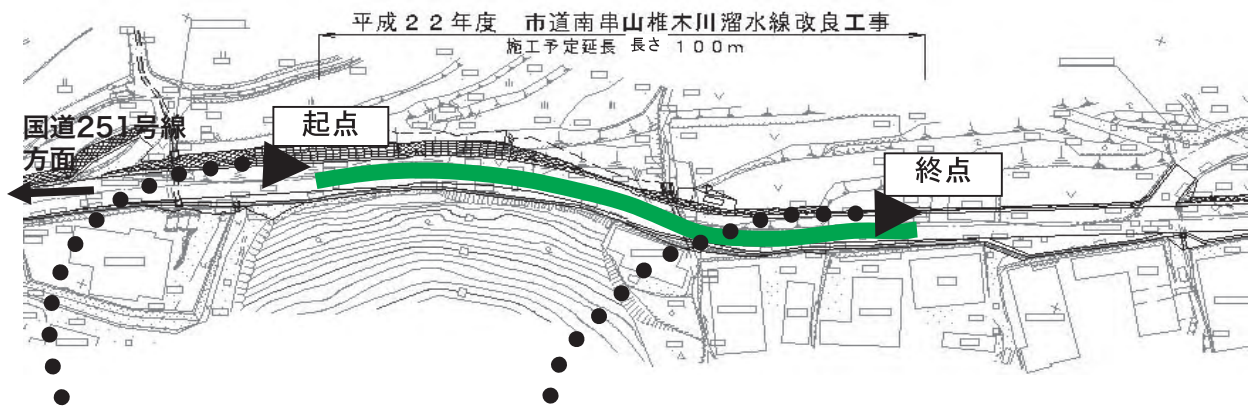 平成２２年度　市道南串山椎木川溜水線改良工事
施工予定延長　長さ　１００ｍ
国道251号線
方面
起点
終点